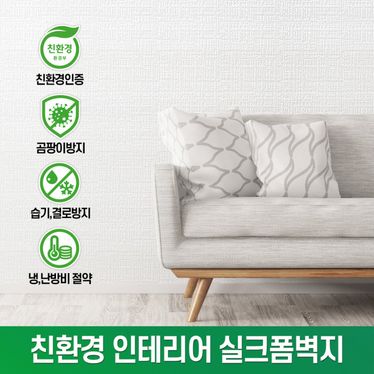 친환경
환경부
친환경인증
곰팡이방지
습기,결로방지
냉,난방비 절약
친환경 인테리어 실크폼벽지